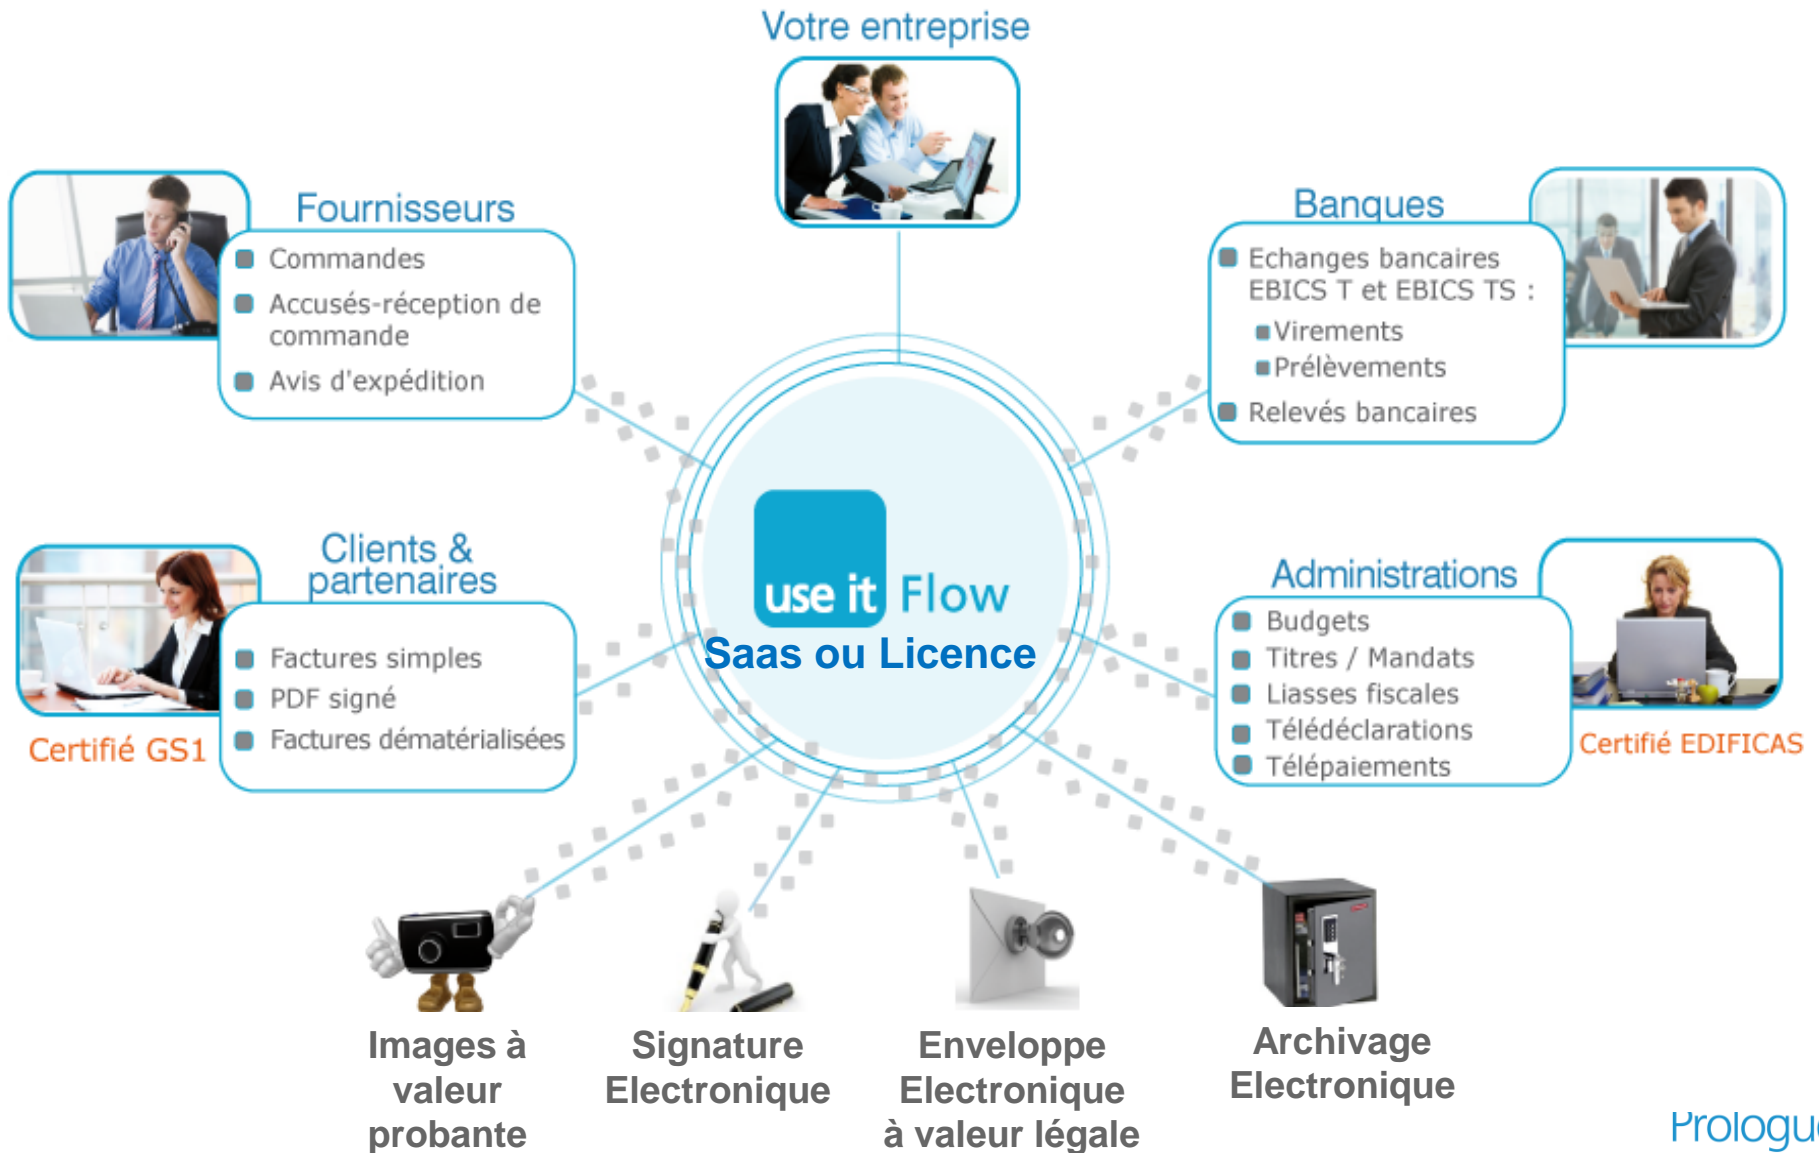 Votre entreprise
Fournisseurs
Commandes
Accusés-réception de
commande
Avis d'expédition
Banques
Echanges bancaires
EBICS T et EBICS TS :
Virements
Prélèvements
Relevés bancaires
Clients &
partenaires
Factures simples
PDF signé
Factures dématérialisées
Certifié GS1
use it Flow
Saas ou Licence
Administrations
Budgets
Titres / Mandats
Liasses fiscales
Télédéclarations
Télépaiements
Certifié EDIFICAS
Images à
valeur
probante
Signature
Electronique
Enveloppe
Electronique
à valeur légale
Archivage
Electronique
Prologue